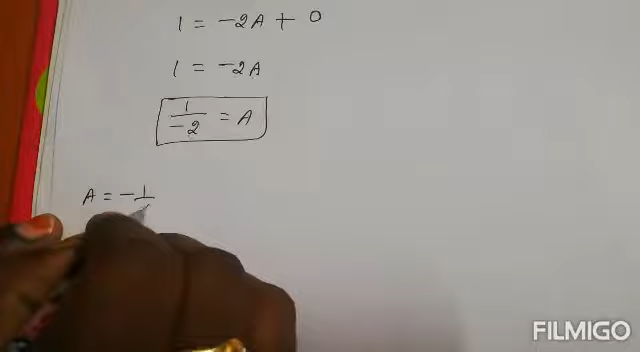 1 = -2A + 0
1 = -2A
1/-2 = A
A = -1/
FILMIGO